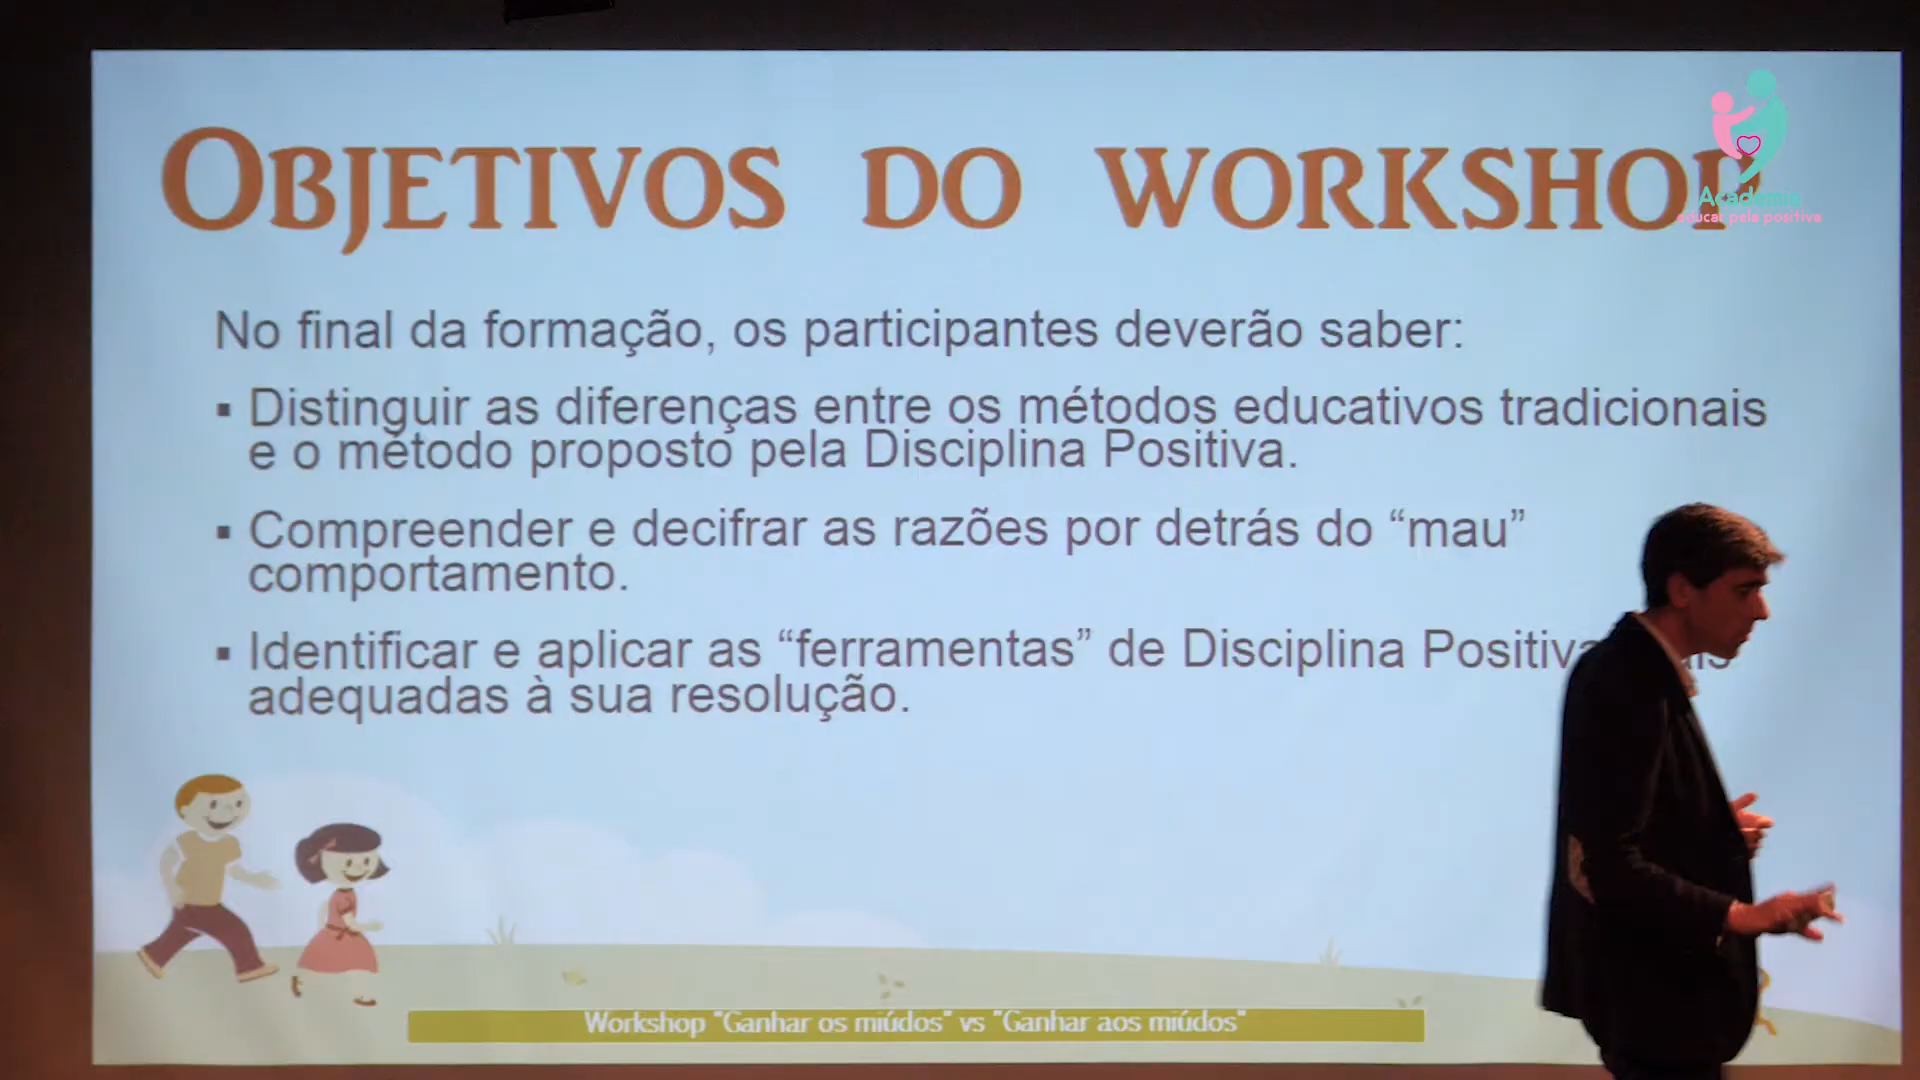 OBJETIVOS DO WORKSHOP
Academia
educar pela positiva
No final da formação, os participantes deverão saber:
▪ Distinguir as diferenças entre os métodos educativos tradicionais
e o método proposto pela Disciplina Positiva.
▪ Compreender e decifrar as razões por detrás do “mau”
comportamento.
▪ Identificar e aplicar as “ferramentas” de Disciplina Positiva
adequadas à sua resolução.
Workshop "Ganhar os miúdos" vs "Ganhar aos miúdos"